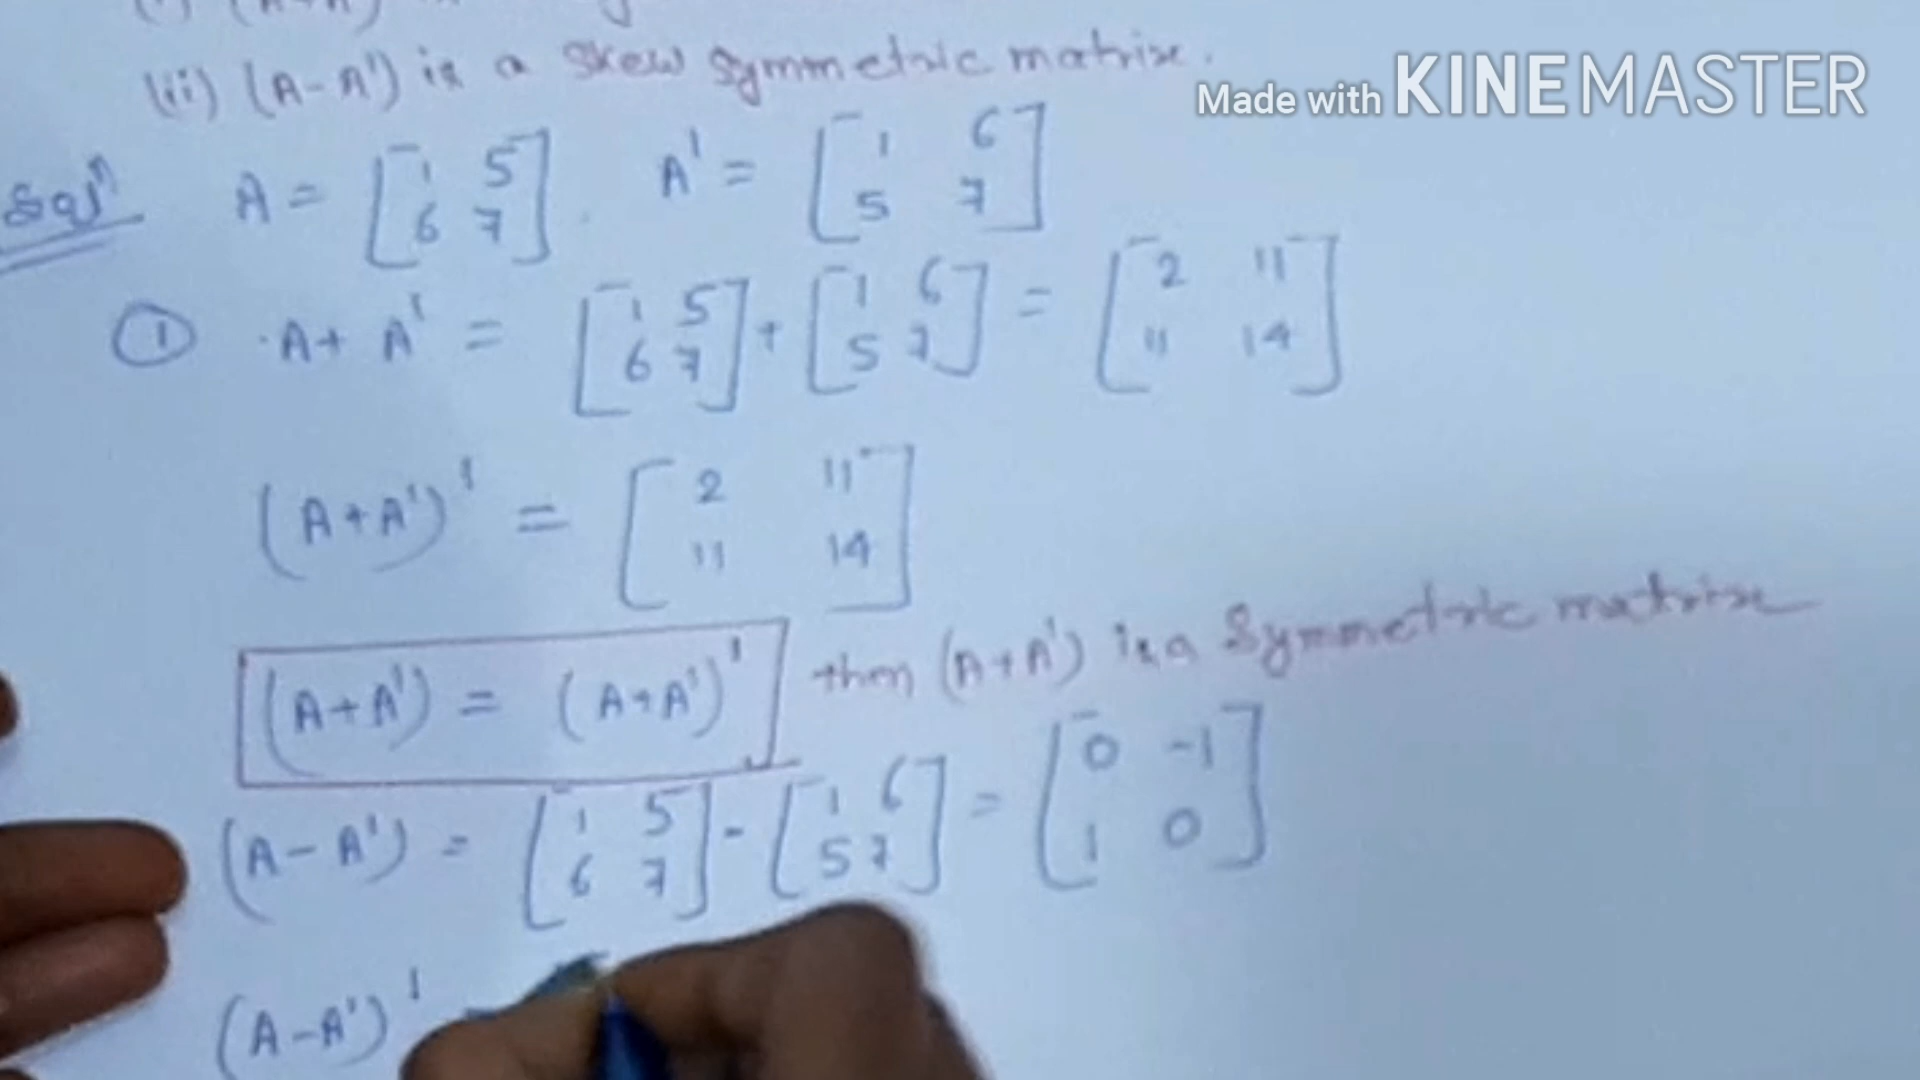 (ii) (A-A') is a skew symmetric matrix.
Made with KINEMASTER
Sol^n A = [1 5 6 7]. A' = [1 6 5 7]
① A+ A' = [1 5 6 7] + [1 6 5 7] = [2 11 11 14]
(A+A')' = [2 11 11 14]
(A+A') = (A+A')' then (A+A') is a symmetric matrix
(A-A') = [1 5 6 7] - [1 6 5 7] = [0 -1 1 0]
(A-A')'